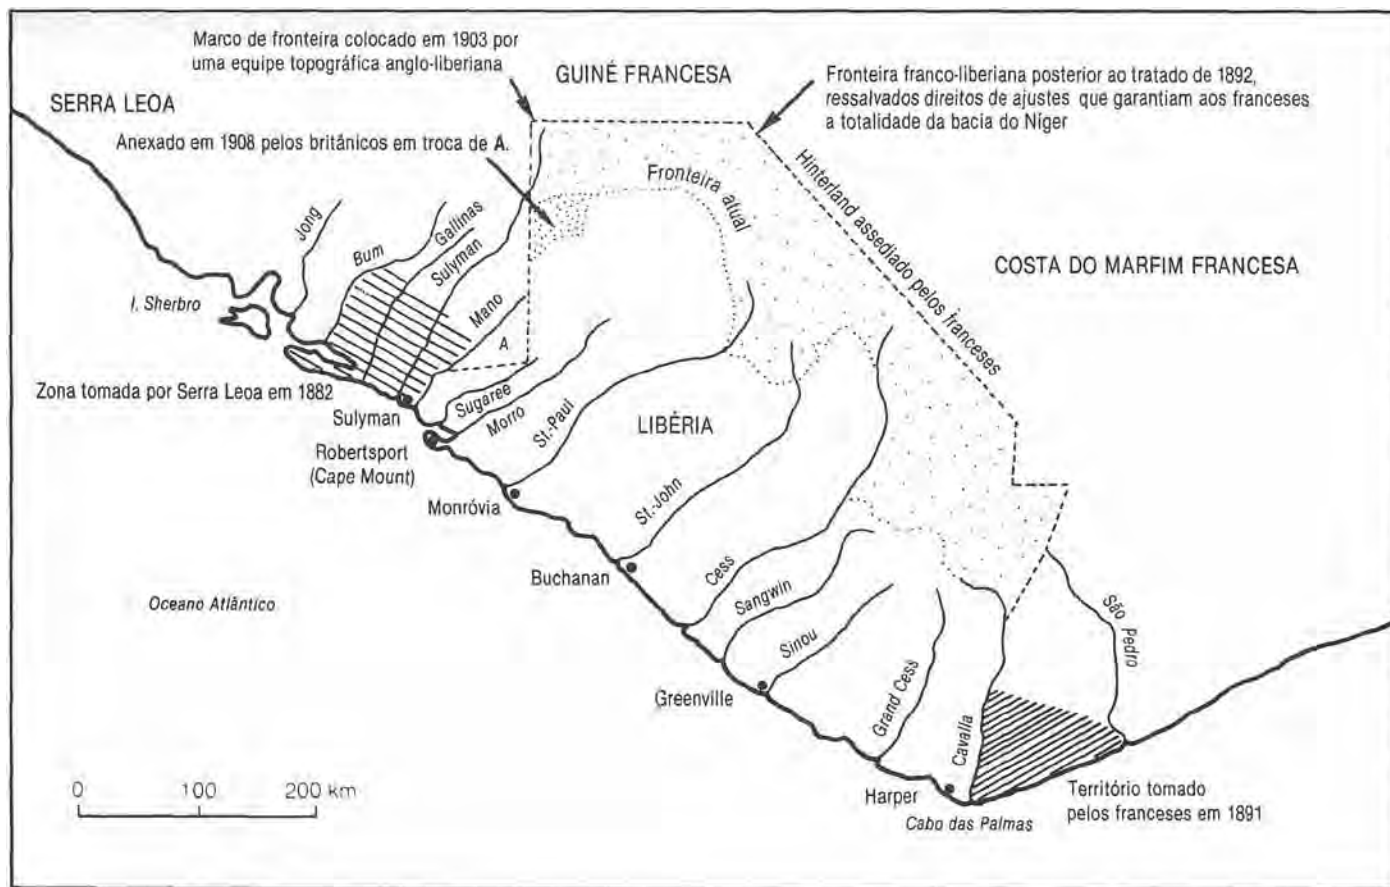 Marco de fronteira colocado em 1903 por
uma equipe topográfica anglo-liberiana
GUINÉ FRANCESA
Fronteira franco-liberiana posterior ao tratado de 1892,
ressalvados direitos de ajustes que garantiam aos franceses
a totalidade da bacia do Níger
SERRA LEOA
Anexado em 1908 pelos britânicos em troca de A.
Hinterland assediado pelos franceses
Fronteira atual
Jong
Bum
Gallinas
Sulyman
Mano
COSTA DO MARFIM FRANCESA
I. Sherbro
A
Zona tomada por Serra Leoa em 1882
Sulyman
Sugaree
Morro
St.-Paul
LIBÉRIA
Robertsport
(Cape Mount)
Monróvia
St.-John
Buchanan
Cess
Sangwin
Oceano Atlântico
Sinou
São Pedro
Greenville
Grand Cess
Cavalla
0 100 200 km
Harper
Território tomado
pelos franceses em 1891
Cabo das Palmas